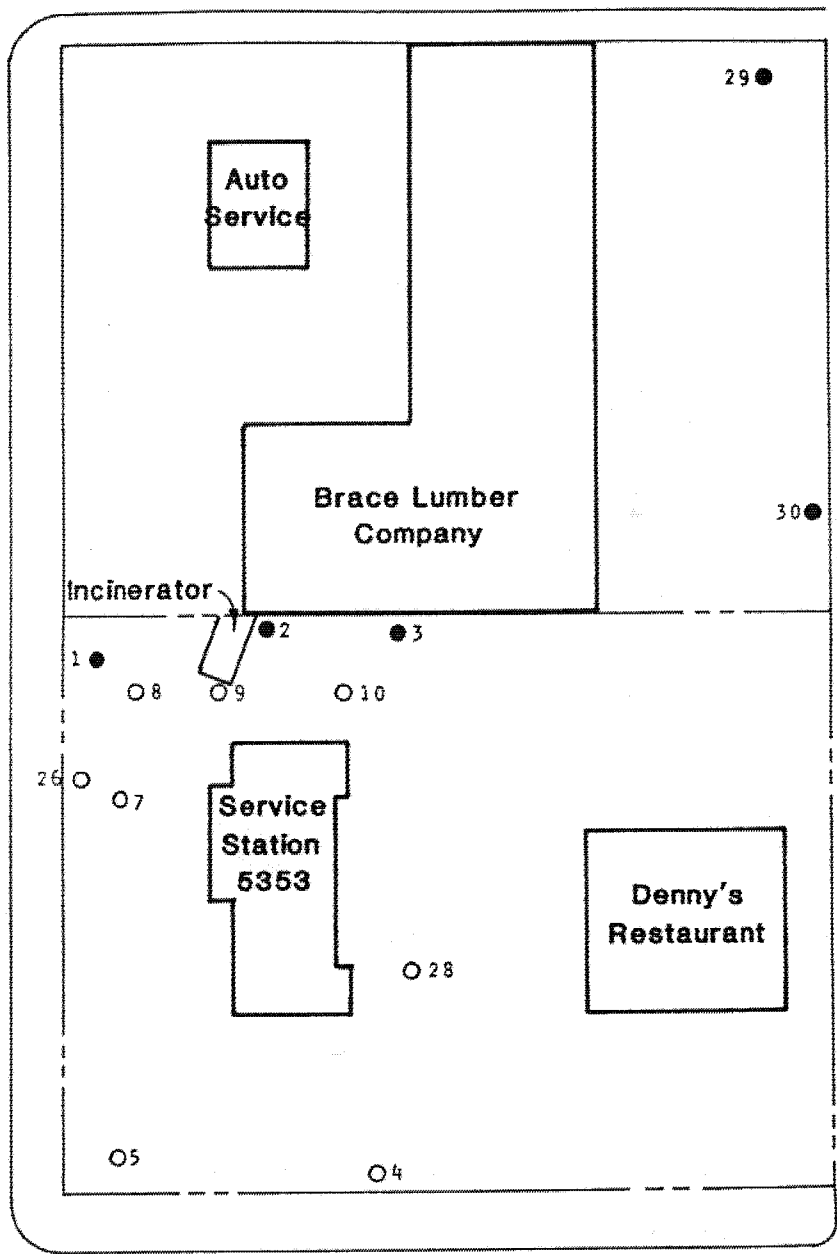 29
Auto
Service
Brace Lumber
Company
30
Incinerator
2
3
1
8
9
10
26
7
Service
Station
5353
Denny's
Restaurant
28
5
4